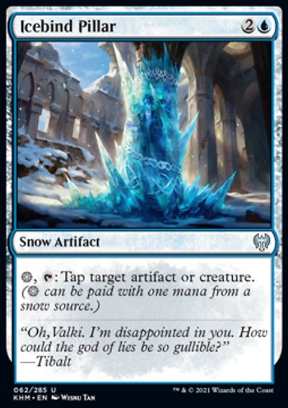 Icebind Pillar 2
Snow Artifact
, : Tap target artifact or creature.
( can be paid with one mana from a
snow source.)
"Oh, Valki. I'm disappointed in you. How
could the god of lies be so gullible?"
—Tibalt
062/285 U
KHM • EN Wisnu Tan
™ & © 2021 Wizards of the Coast